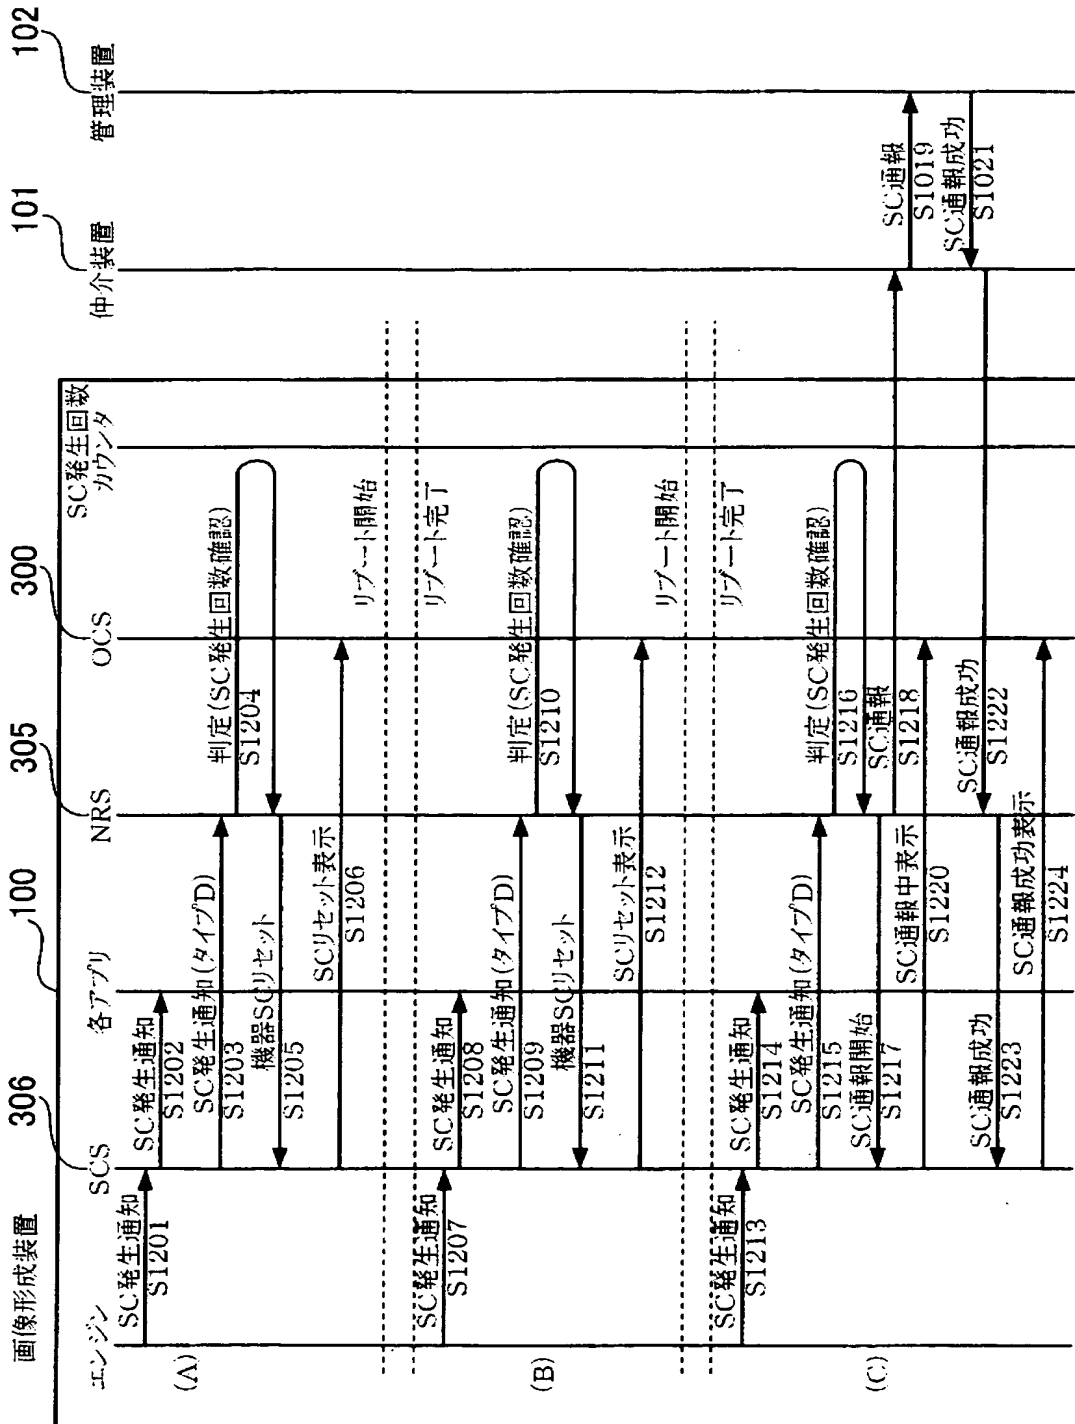 画像形成装置
100
306
305
300
101
102
エンジン
SCS
各アプリ
NRS
OCS
SC発生回数
カウンタ
仲介装置
管理装置
(A)
SC発生通知
S1201
SC発生通知
S1202
SC発生通知(タイプD)
S1203
判定(SC発生回数確認)
S1204
機器SCリセット
S1205
SCリセット表示
S1206
リブート開始
リブート完了
(B)
SC発生通知
S1207
SC発生通知
S1208
SC発生通知(タイプD)
S1209
判定(SC発生回数確認)
S1210
機器SCリセット
S1211
SCリセット表示
S1212
リブート開始
リブート完了
(C)
SC発生通知
S1213
SC発生通知
S1214
SC発生通知(タイプD)
S1215
判定(SC発生回数確認)
S1216
SC通報開始
S1217
SC通報
S1218
SC通報
S1019
SC通報中表示
S1220
SC通報成功
S1021
SC通報成功
S1222
SC通報成功
S1223
SC通報成功表示
S1224